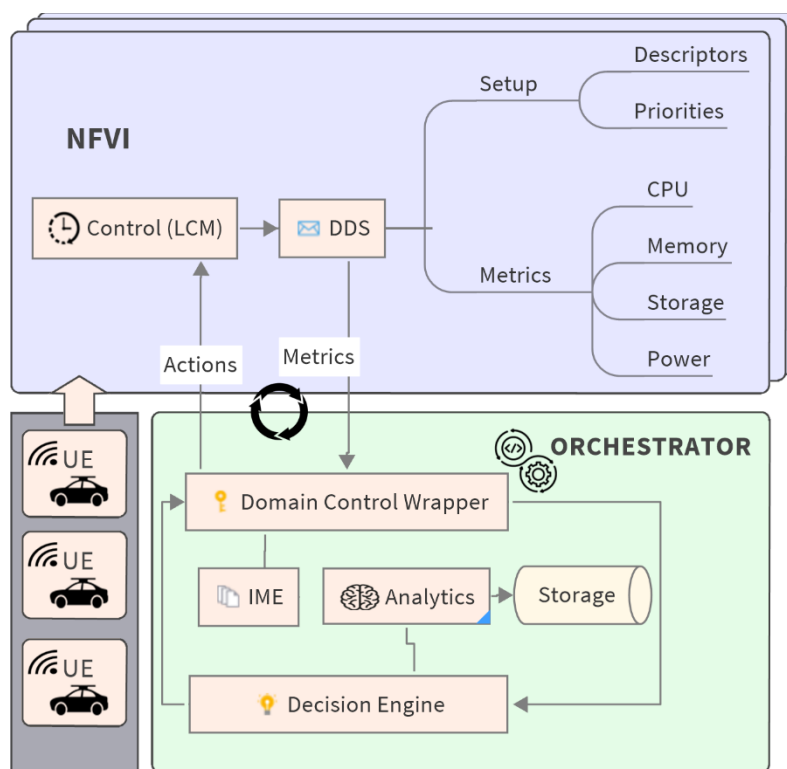 Descriptors
Setup
Priorities
NFVI
CPU
Control (LCM)
DDS
Memory
Metrics
Storage
Power
Actions
Metrics
UE
UE
UE
ORCHESTRATOR
</>
Domain Control Wrapper
IME
Analytics
Storage
Decision Engine